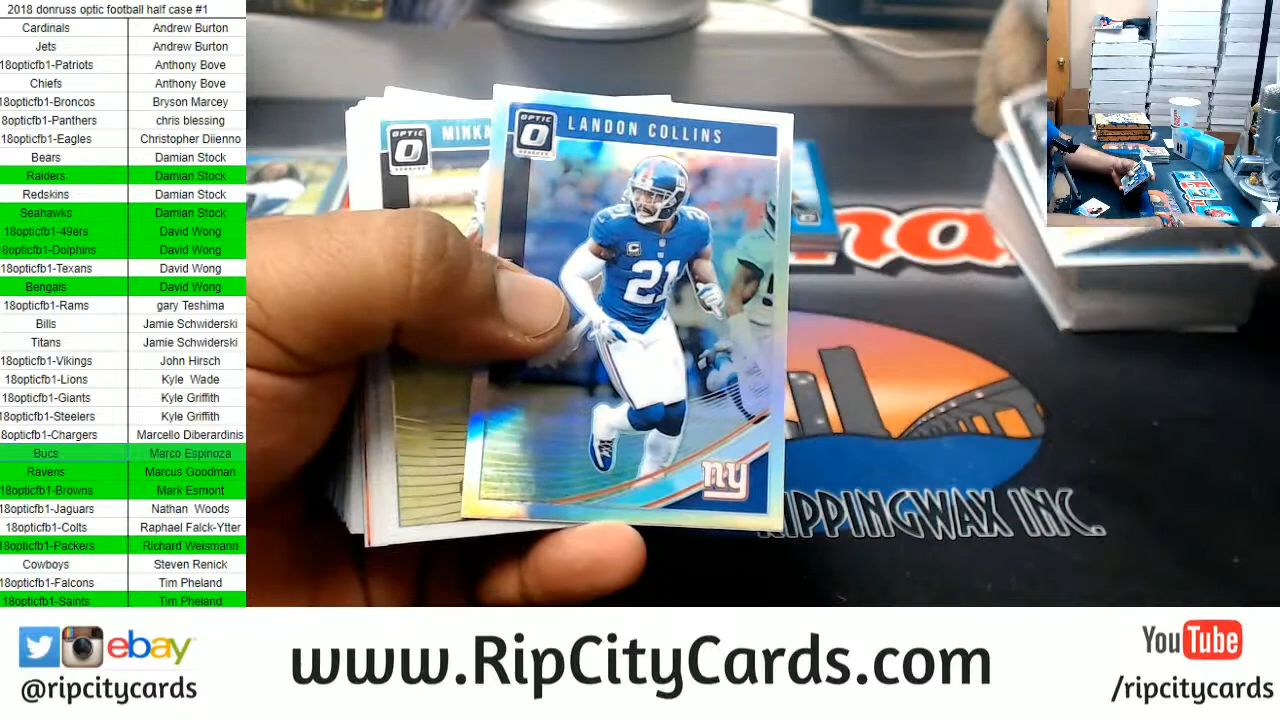 2018 donruss optic football half case #1
Cardinals Andrew Burton
Jets Andrew Burton
18opticfb1-Patriots Anthony Bove
Chiefs Anthony Bove
18opticfb1-Broncos Bryson Marcey
8opticfb1-Panthers chris blessing
18opticfb1-Eagles Christopher Diienno
Bears Damian Stock
Raiders Damian Stock
Redskins Damian Stock
Seahawks Damian Stock
18opticfb1-49ers David Wong
18opticfb1-Dolphins David Wong
18opticfb1-Texans David Wong
Bengals David Wong
18opticfb1-Rams gary Teshima
Bills Jamie Schwiderski
Titans Jamie Schwiderski
18opticfb1-Vikings John Hirsch
18opticfb1-Lions Kyle Wade
18opticfb1-Giants Kyle Griffith
18opticfb1-Steelers Kyle Griffith
8opticfb1-Chargers Marcello Diberardinis
Bucs Marco Espinoza
Ravens Marcus Goodman
18opticfb1-Browns Mark Esmont
18opticfb1-Jaguars Nathan Woods
18opticfb1-Colts Raphael Falck-Ytter
18opticfb1-Packers Richard Weismann
Cowboys Steven Renick
18opticfb1-Falcons Tim Pheland
18opticfb1-Saints Tim Pheland
OPTIC
DONRUSS
MINKA
OPTIC
DONRUSS
LANDON COLLINS
21
21
ny
RIPPINGWAX INC.
ebay
@ripcitycards
www.RipCityCards.com
YouTube
/ripcitycards